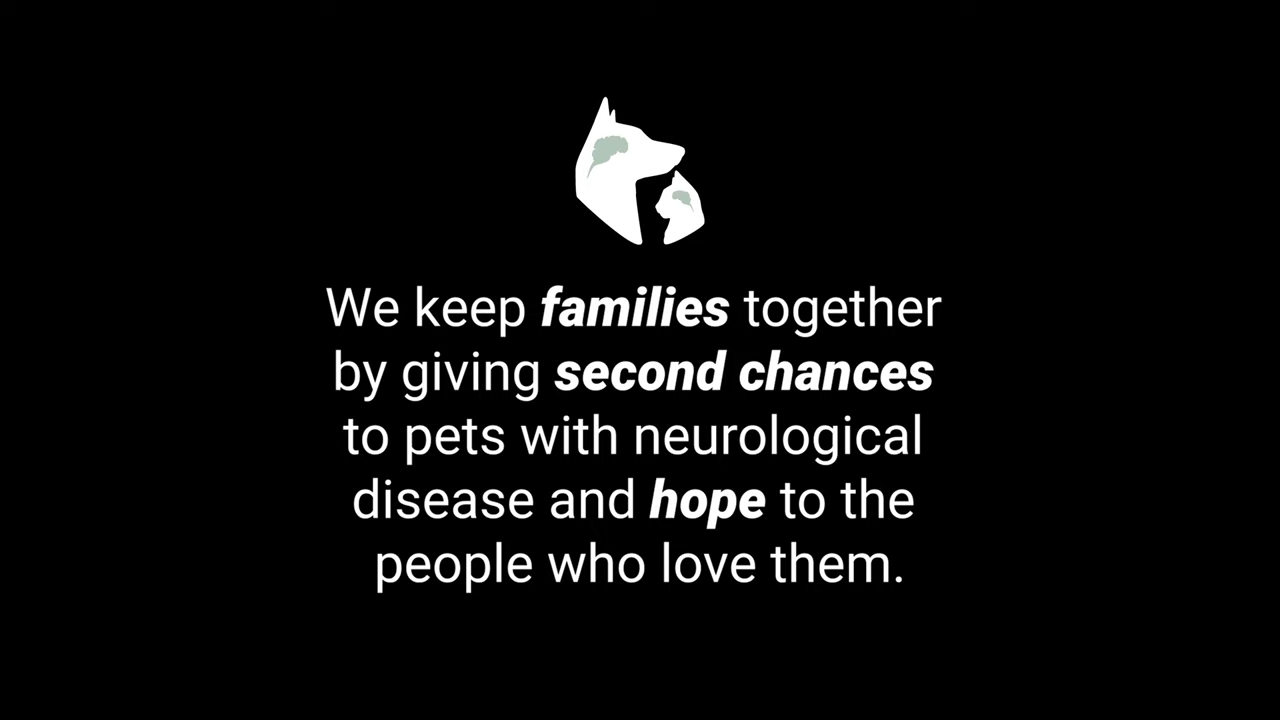 We keep families together
by giving second chances
to pets with neurological
disease and hope to the
people who love them.